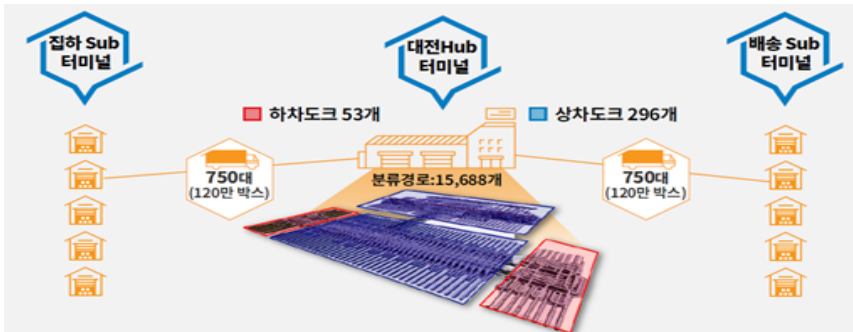 집하 Sub
터미널
대전Hub
터미널
배송 Sub
터미널
하차도크 53개
상차도크 296개
750대
(120만 박스)
분류경로:15,688개
750대
(120만 박스)